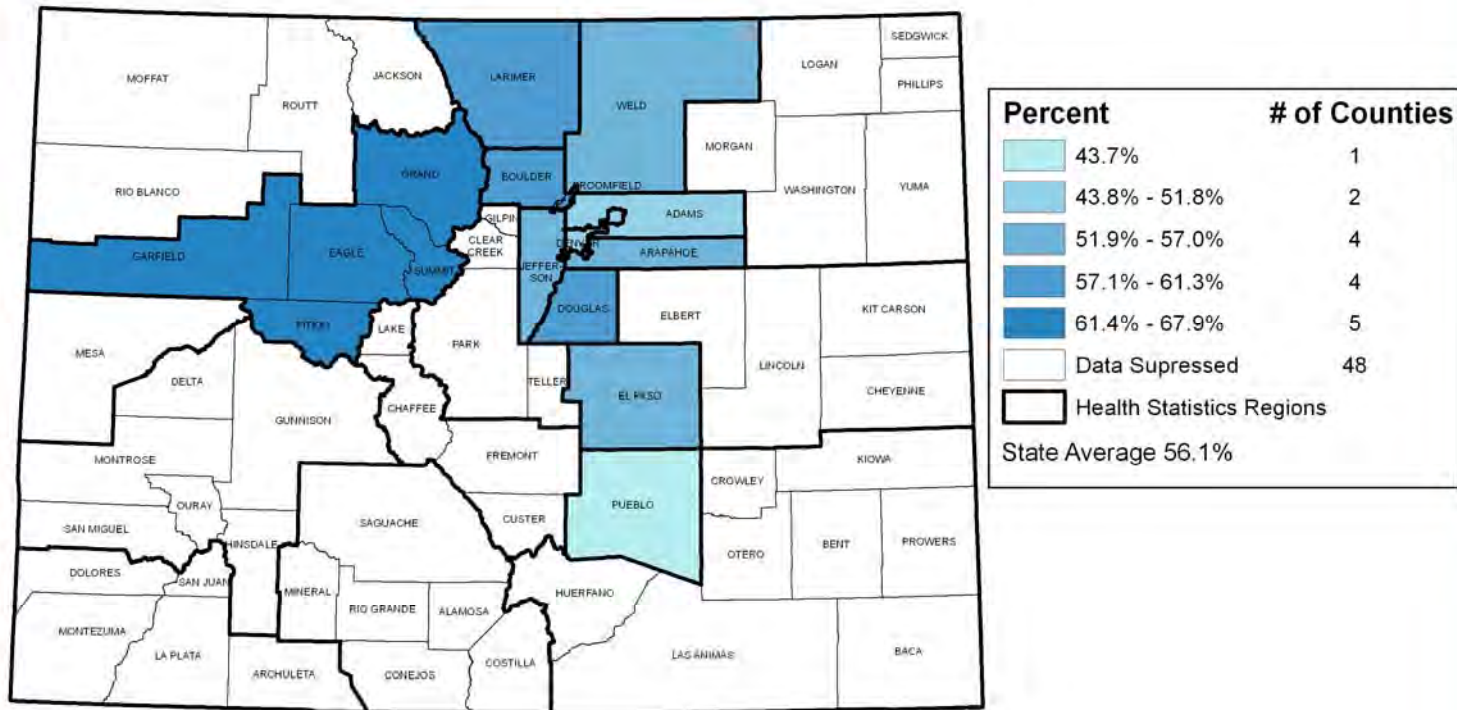 SEDGWICK
LOGAN
MOFFAT
JACKSON
LARIMER
PHILLIPS
ROUTT
WELD
MORGAN
RIO BLANCO
GRAND
BOULDER
WASHINGTON
YUMA
BROOMFIELD
GILPIN
ADAMS
CLEAR
CREEK
DENVER
GARFIELD
EAGLE
SUMMIT
JEFFER-
SON
ARAPAHOE
DOUGLAS
ELBERT
KIT CARSON
PITKIN
LAKE
PARK
MESA
LINCOLN
DELTA
TELLER
CHEYENNE
EL PASO
CHAFFEE
GUNNISON
FREMONT
MONTROSE
KIOWA
CROWLEY
OURAY
PUEBLO
SAGUACHE
CUSTER
SAN MIGUEL
HINSDALE
OTERO
BENT
PROWERS
DOLORES
SAN JUAN
MINERAL
RIO GRANDE
ALAMOSA
HUERFANO
MONTEZUMA
LA PLATA
ARCHULETA
CONEJOS
COSTILLA
LAS ANIMAS
BACA
Percent # of Counties
43.7% 1
43.8% - 51.8% 2
51.9% - 57.0% 4
57.1% - 61.3% 4
61.4% - 67.9% 5
Data Supressed 48
Health Statistics Regions
State Average 56.1%